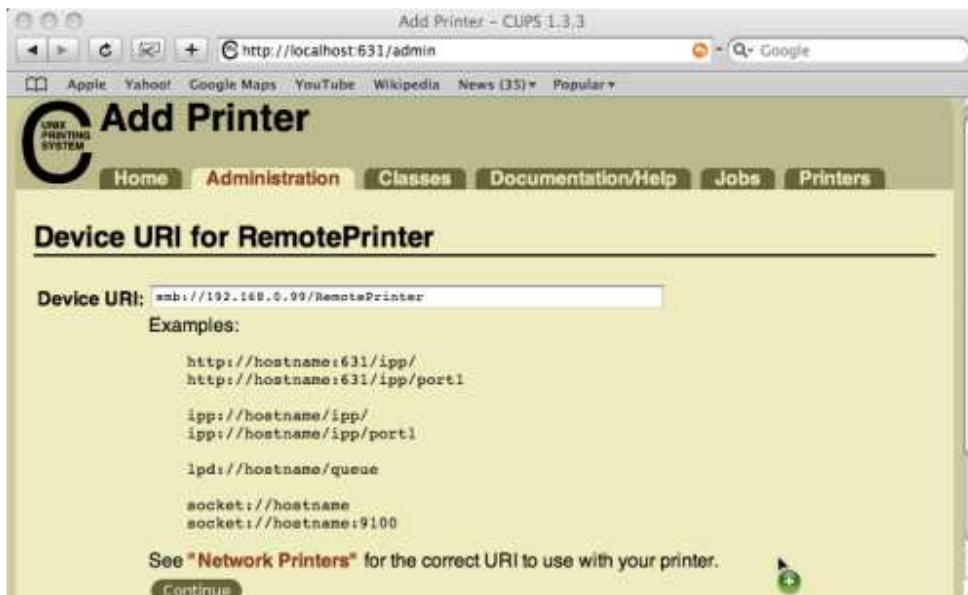 Add Printer – CUPS 1.3.3
http://localhost:631/admin
Google
Apple Yahoo! Google Maps YouTube Wikipedia News (35) Popular
UNIX
PRINTING
SYSTEM
Add Printer
Home Administration Classes Documentation/Help Jobs Printers
Device URI for RemotePrinter
Device URI: smb://192.168.0.99/RemotePrinter
Examples:
http://hostname:631/ipp/
http://hostname:631/ipp/port1
ipp://hostname/ipp/
ipp://hostname/ipp/port1
lpd://hostname/queue
socket://hostname
socket://hostname:9100
See "Network Printers" for the correct URI to use with your printer.
Continue